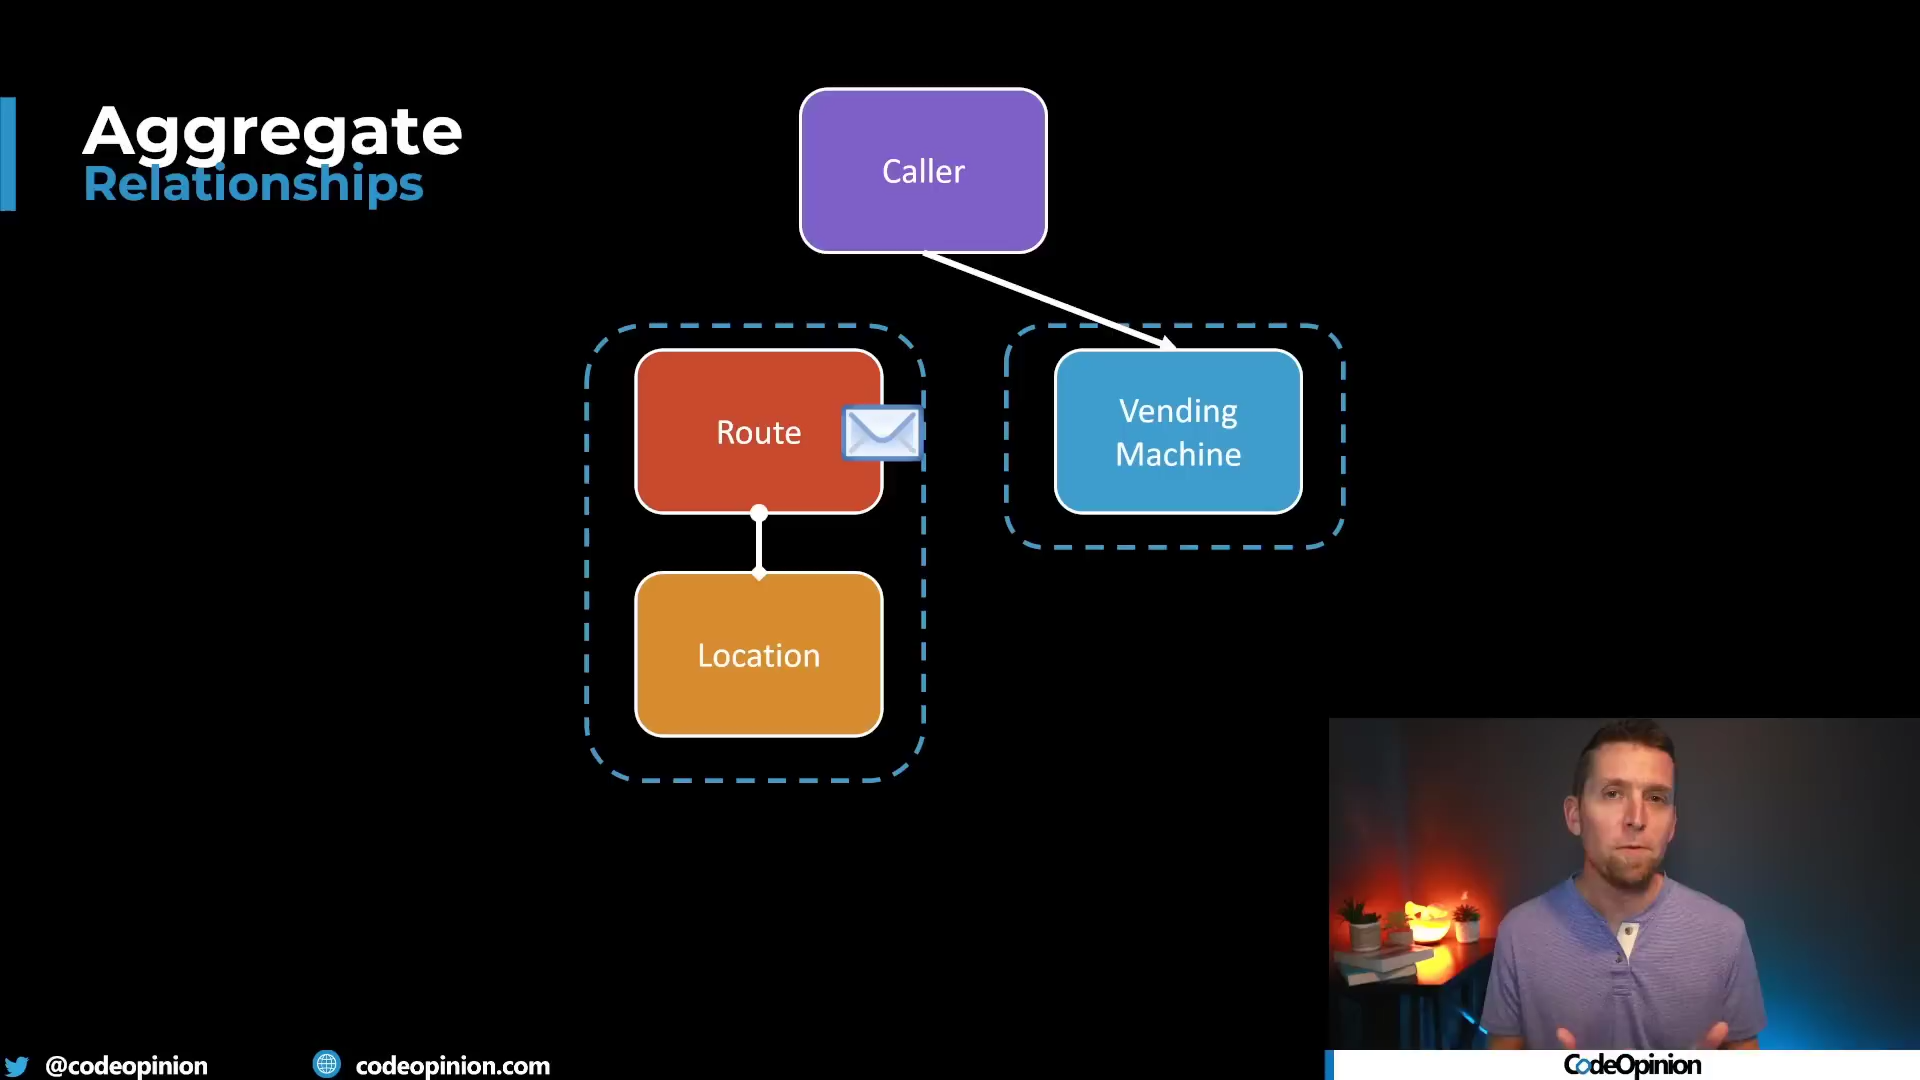 Aggregate
Relationships
Caller
Route
Vending
Machine
Location
@codeopinion
codeopinion.com
CodeOpinion